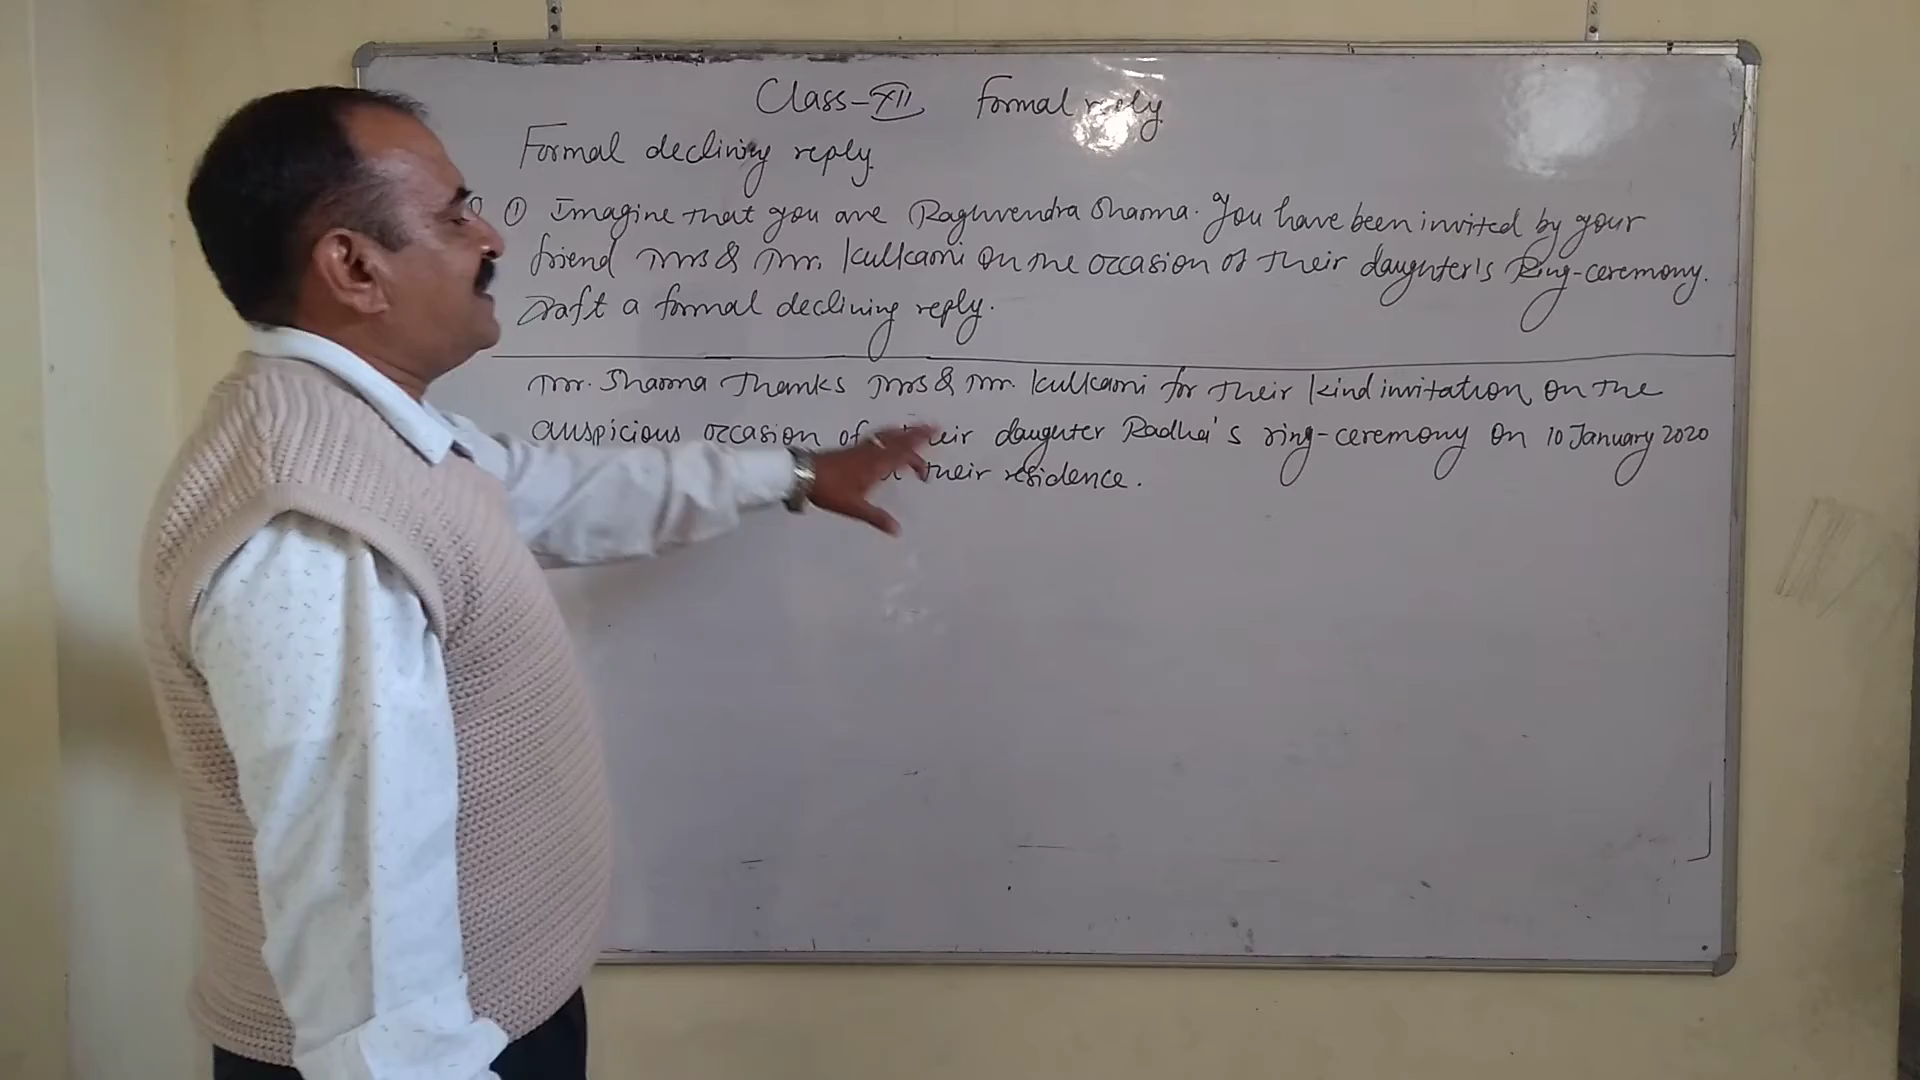 Class-XII Formal reply
Formal declining reply
① Imagine that you are Raghvendra Sharma. You have been invited by your
friend Mrs & Mr. Kulkarni on the occasion of their daughter's Ring-ceremony.
Draft a formal declining reply.
Mr. Sharma Thanks Mrs & Mr. Kulkarni for their kind invitation, on the
auspicious occasion of their daughter Radha's ring-ceremony on 10 January 2020
their residence.